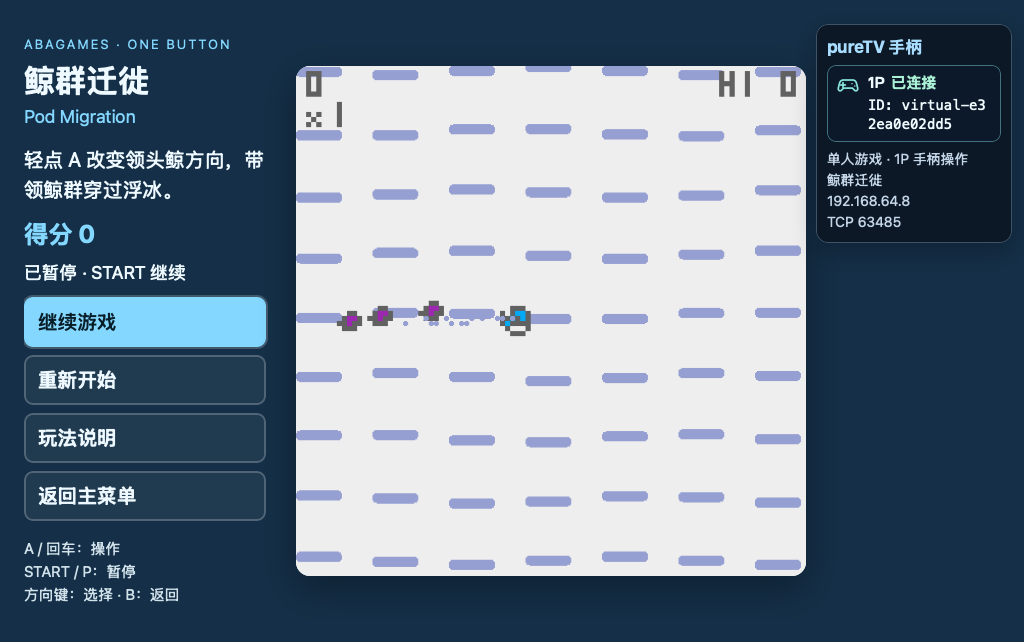 ABAGAMES · ONE BUTTON
鲸群迁徙
Pod Migration
轻点 A 改变领头鲸方向，带
领鲸群穿过浮冰。
得分 0
已暂停 · START 继续
继续游戏
重新开始
玩法说明
返回主菜单
A / 回车：操作
START / P：暂停
方向键：选择 · B：返回
0
HI 0
x1
pureTV 手柄
1P 已连接
ID: virtual-e3
2ea0e02dd5
单人游戏 · 1P 手柄操作
鲸群迁徙
192.168.64.8
TCP 63485